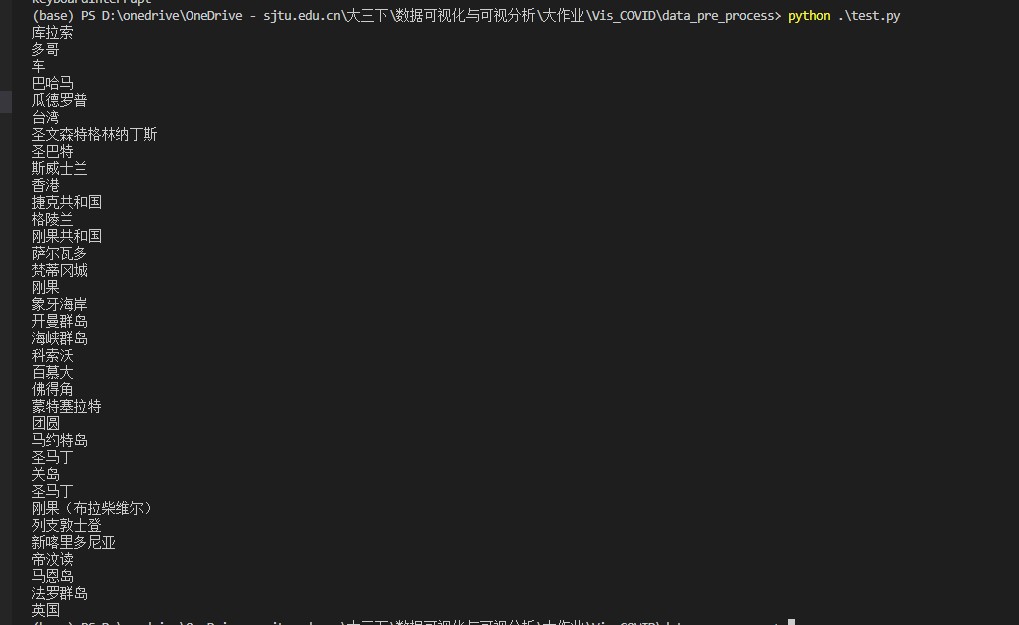 KeyboardInterrupt
(base) PS D:\onedrive\OneDrive - sjtu.edu.cn\大三下\数据可视化与可视分析\大作业\Vis_COVID\data_pre_process> python .\test.py
库拉索
多哥
车
巴哈马
瓜德罗普
台湾
圣文森特格林纳丁斯
圣巴特
斯威士兰
香港
捷克共和国
格陵兰
刚果共和国
萨尔瓦多
梵蒂冈城
刚果
象牙海岸
开曼群岛
海峡群岛
科索沃
百慕大
佛得角
蒙特塞拉特
团圆
马约特岛
圣马丁
关岛
圣马丁
刚果（布拉柴维尔）
列支敦士登
新喀里多尼亚
帝汶读
马恩岛
法罗群岛
英国